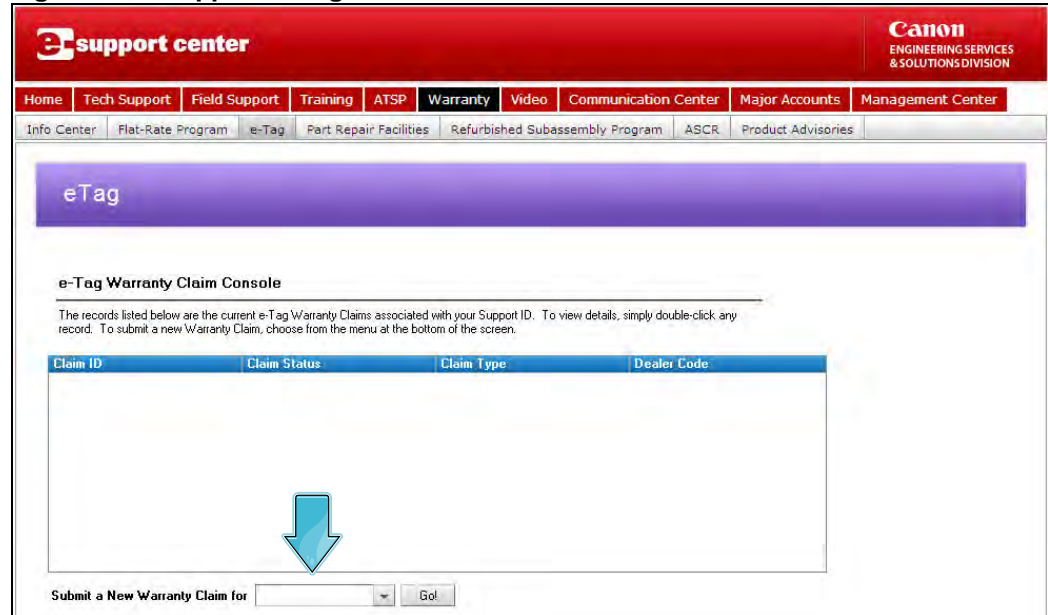 e-support center
Canon
ENGINEERING SERVICES
& SOLUTIONS DIVISION
Home Tech Support Field Support Training ATSP Warranty Video Communication Center Major Accounts Management Center
Info Center Flat-Rate Program e-Tag Part Repair Facilities Refurbished Subassembly Program ASCR Product Advisories
eTag
e-Tag Warranty Claim Console
The records listed below are the current e-Tag Warranty Claims associated with your Support ID. To view details, simply double-click any
record. To submit a new Warranty Claim, choose from the menu at the bottom of the screen.
Claim ID Claim Status Claim Type Dealer Code
Submit a New Warranty Claim for Go!